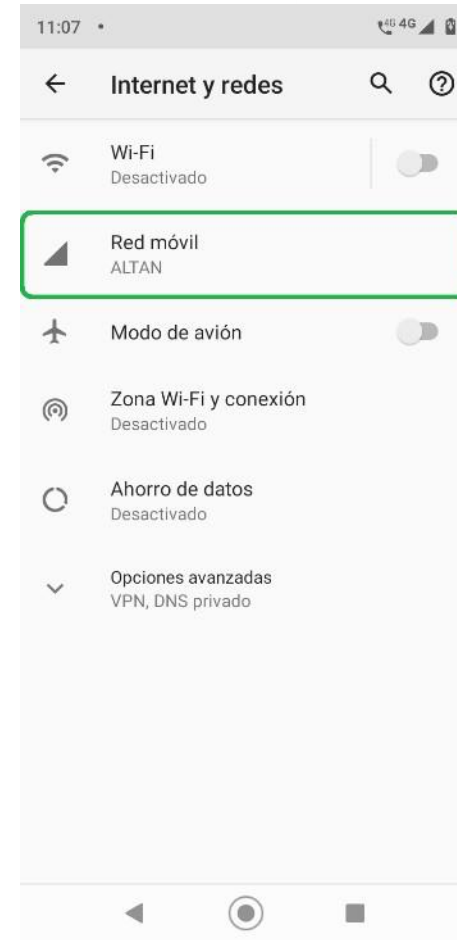 11:07 • 4G 4G
Internet y redes
Wi-Fi
Desactivado
Red móvil
ALTAN
Modo de avión
Zona Wi-Fi y conexión
Desactivado
Ahorro de datos
Desactivado
Opciones avanzadas
VPN, DNS privado